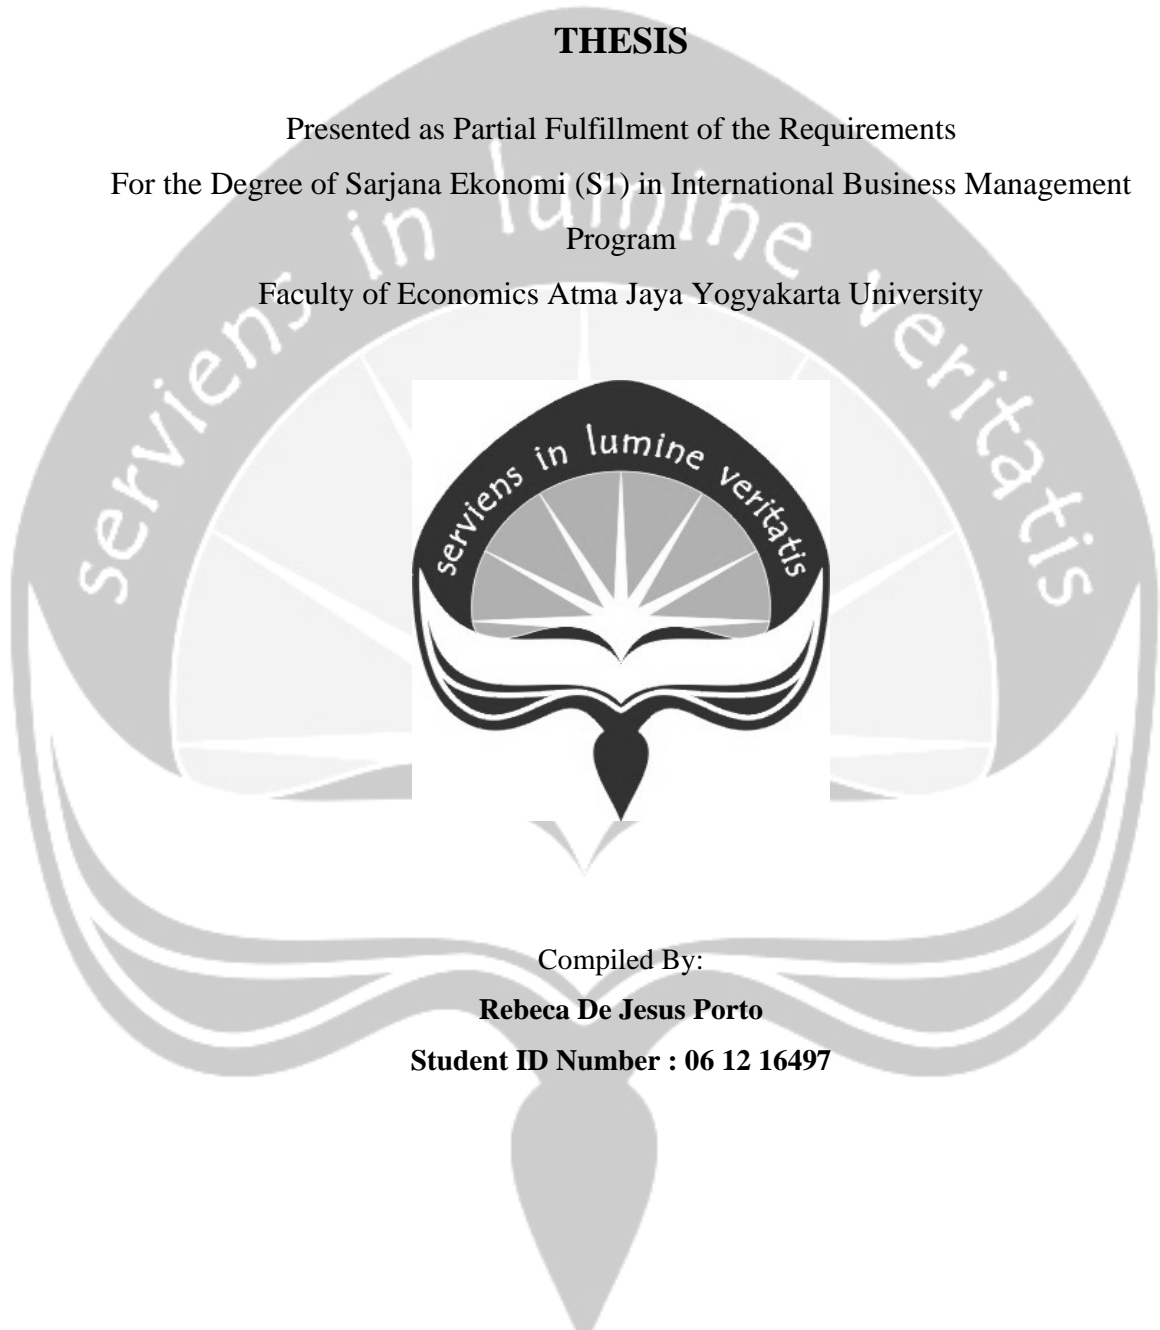 THESIS
Presented as Partial Fulfillment of the Requirements
For the Degree of Sarjana Ekonomi (S1) in International Business Management
Program
Faculty of Economics Atma Jaya Yogyakarta University
serviens in lumine veritatis
serviens in lumine veritatis
Compiled By:
Rebeca De Jesus Porto
Student ID Number : 06 12 16497